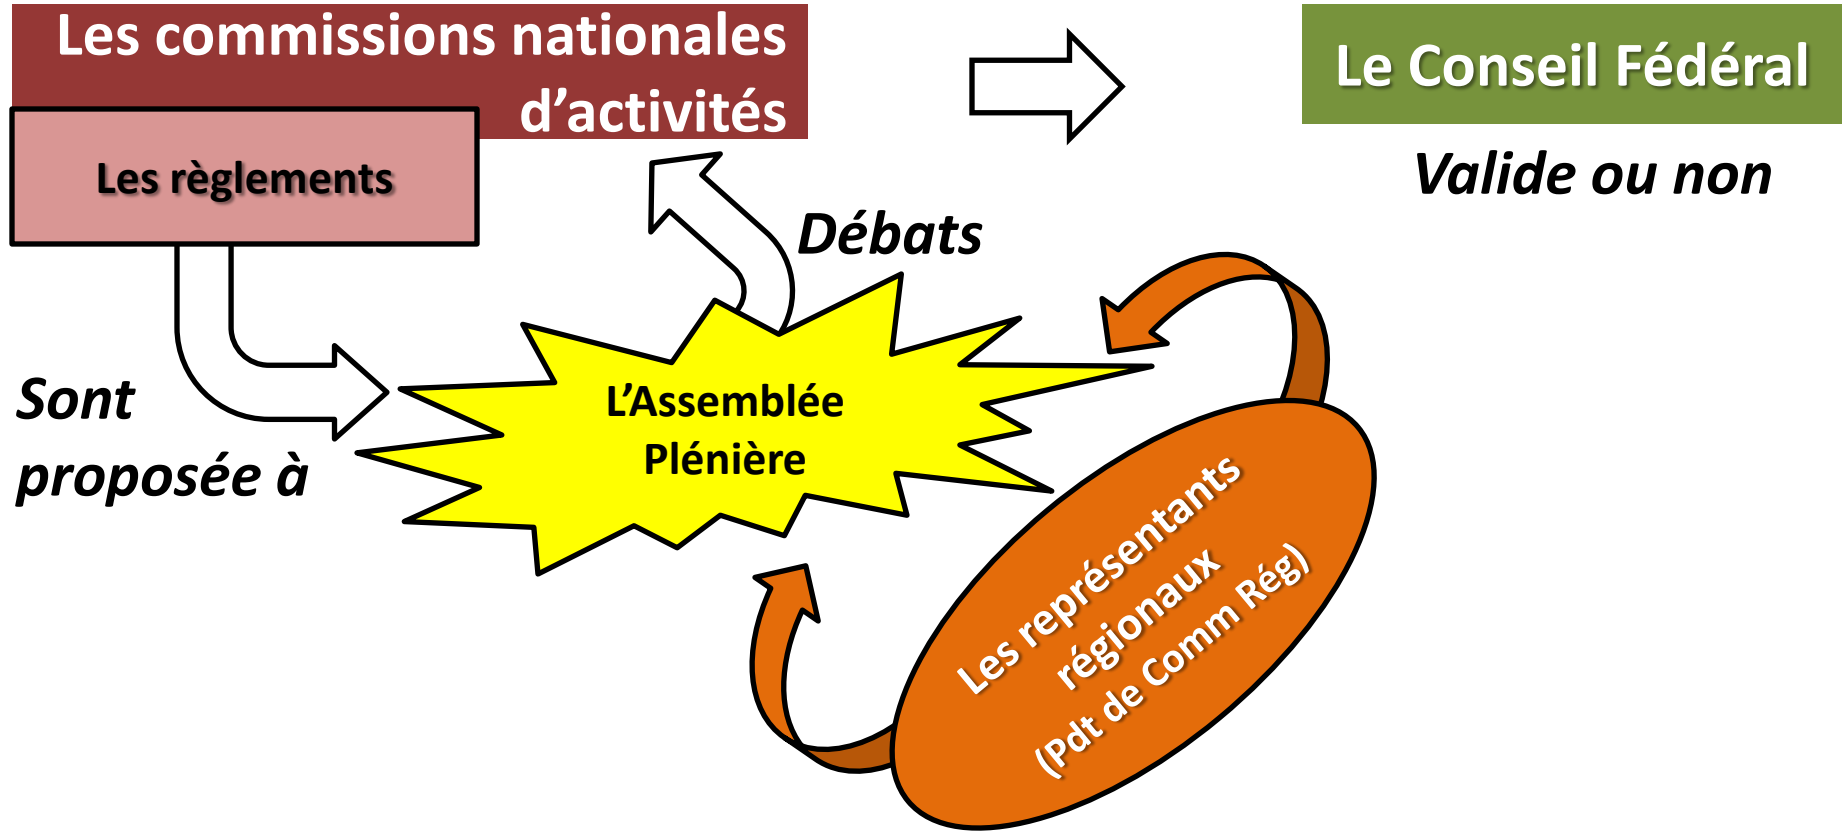 Les commissions nationales
d’activités
Le Conseil Fédéral
Les règlements
Valide ou non
Débats
Sont
proposée à
L’Assemblée
Plénière
Les représentants
régionaux
(Pdt de Comm Rég)